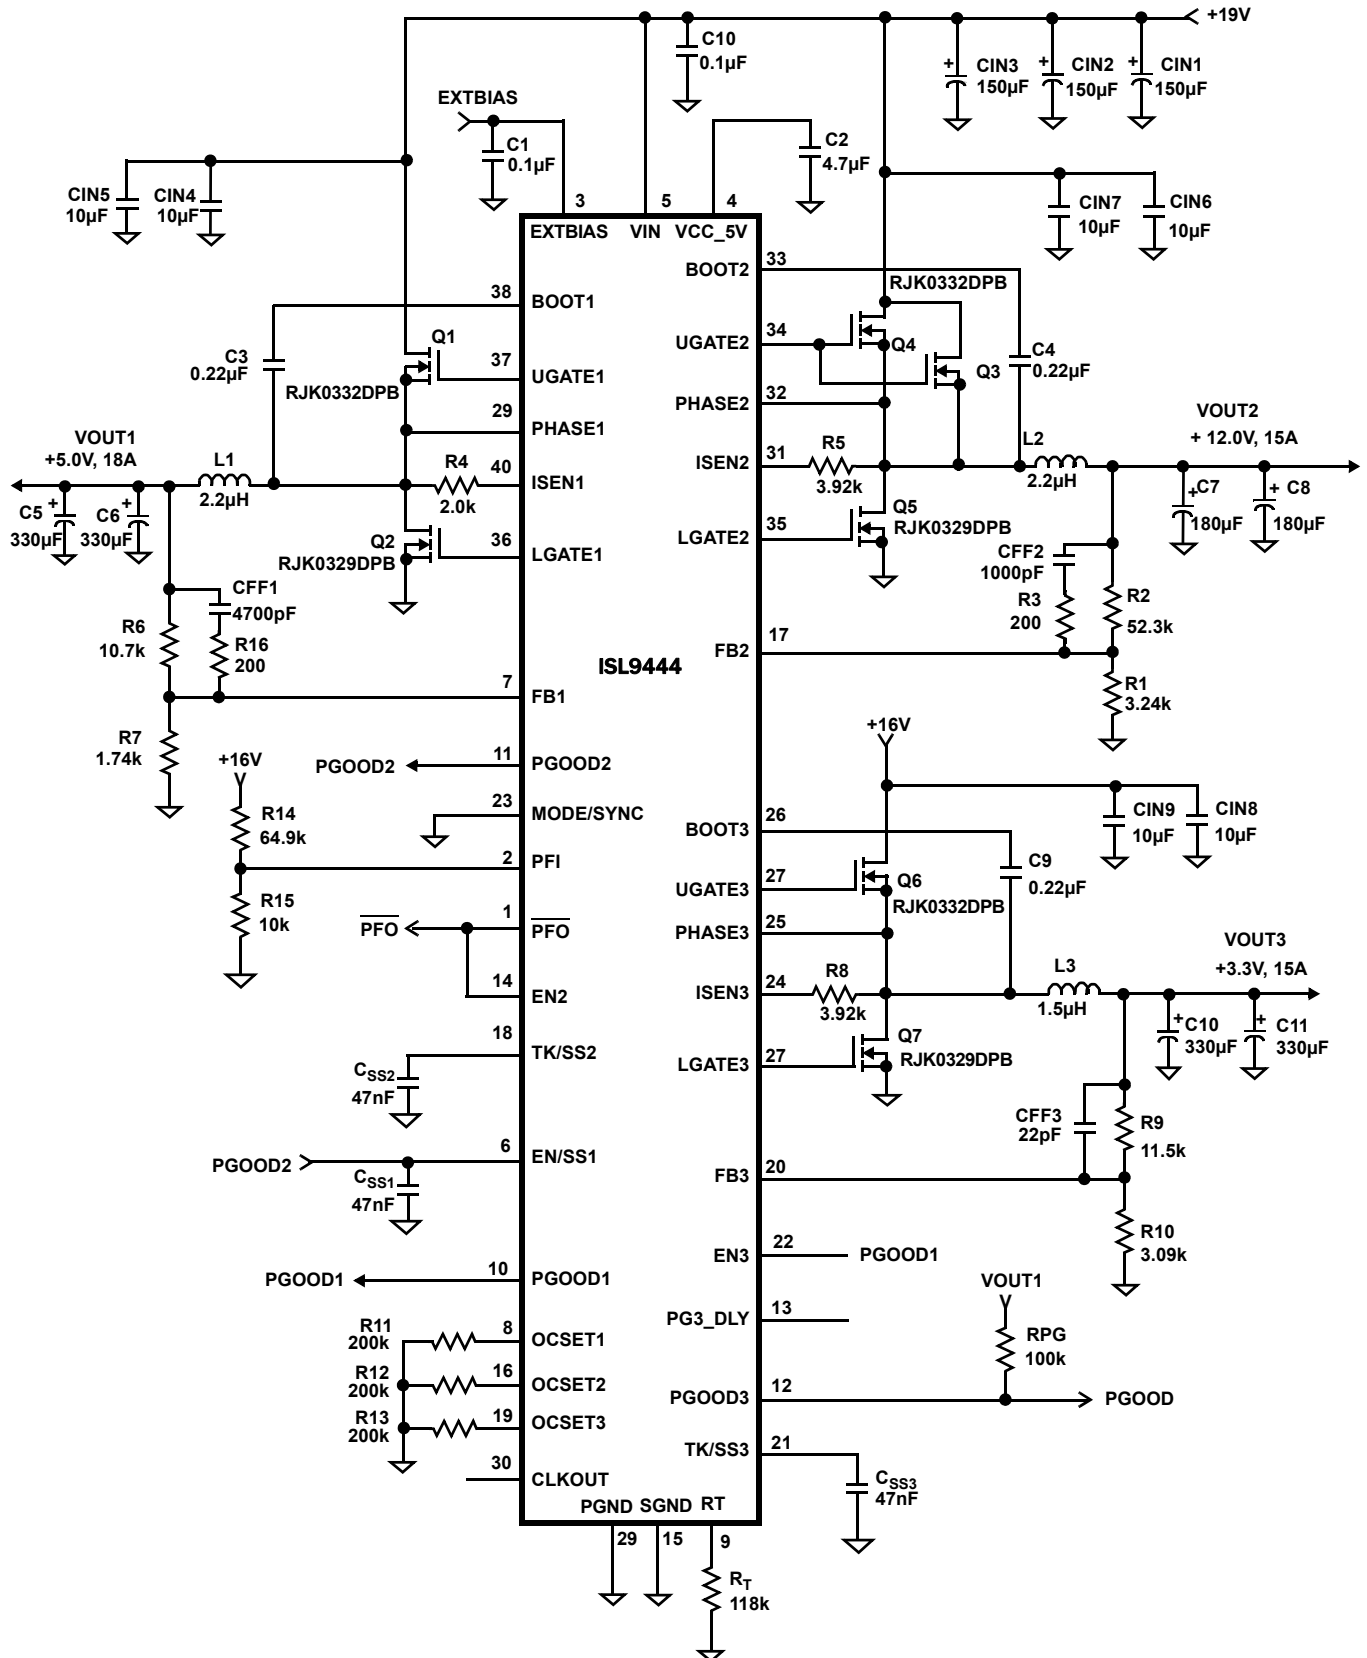 +19V
C10
0.1µF
CIN3
150µF
CIN2
150µF
CIN1
150µF
EXTBIAS
C1
0.1µF
C2
4.7µF
CIN5
10µF
CIN4
10µF
CIN7
10µF
CIN6
10µF
3
5
4
EXTBIAS
VIN
VCC_5V
BOOT2
33
RJK0332DPB
38
BOOT1
C3
0.22µF
Q1
RJK0332DPB
37
UGATE1
UGATE2
34
Q4
Q3
C4
0.22µF
29
PHASE1
PHASE2
32
VOUT1
+5.0V, 18A
L1
2.2µH
R4
2.0k
40
ISEN1
ISEN2
31
R5
3.92k
L2
2.2µH
VOUT2
+ 12.0V, 15A
C5
330µF
+
C6
330µF
+
Q2
RJK0329DPB
36
LGATE1
LGATE2
35
Q5
RJK0329DPB
+
C7
180µF
+
C8
180µF
CFF1
4700pF
R6
10.7k
R16
200
CFF2
1000pF
R3
200
R2
52.3k
FB2
17
ISL9444
7
FB1
R1
3.24k
R7
1.74k
+16V
PGOOD2
11
PGOOD2
+16V
R14
64.9k
23
MODE/SYNC
BOOT3
26
CIN9
10µF
CIN8
10µF
2
PFI
R15
10k
UGATE3
27
Q6
RJK0332DPB
C9
0.22µF
PFO
1
PFO
PHASE3
25
14
EN2
ISEN3
24
R8
3.92k
L3
1.5µH
VOUT3
+3.3V, 15A
18
TK/SS2
CSS2
47nF
LGATE3
27
Q7
RJK0329DPB
+
C10
330µF
+
C11
330µF
PGOOD2
6
EN/SS1
CSS1
47nF
CFF3
22pF
R9
11.5k
FB3
20
R10
3.09k
EN3
22
PGOOD1
PGOOD1
10
PGOOD1
VOUT1
PG3_DLY
13
RPG
100k
R11
200k
8
OCSET1
R12
200k
16
OCSET2
PGOOD3
12
PGOOD
R13
200k
19
OCSET3
TK/SS3
21
CSS3
47nF
30
CLKOUT
PGND
SGND
RT
29
15
9
RT
118k